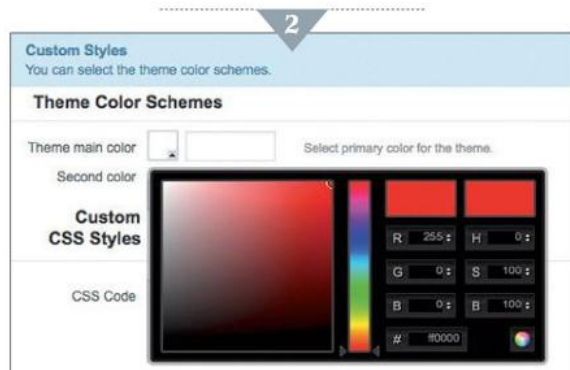 2
Custom Styles
You can select the theme color schemes.
Theme Color Schemes
Theme main color
Select primary color for the theme.
Second color
Custom
CSS Styles
CSS Code
R 255 H 0
G 0 S 100
B 0 B 100
# ff0000